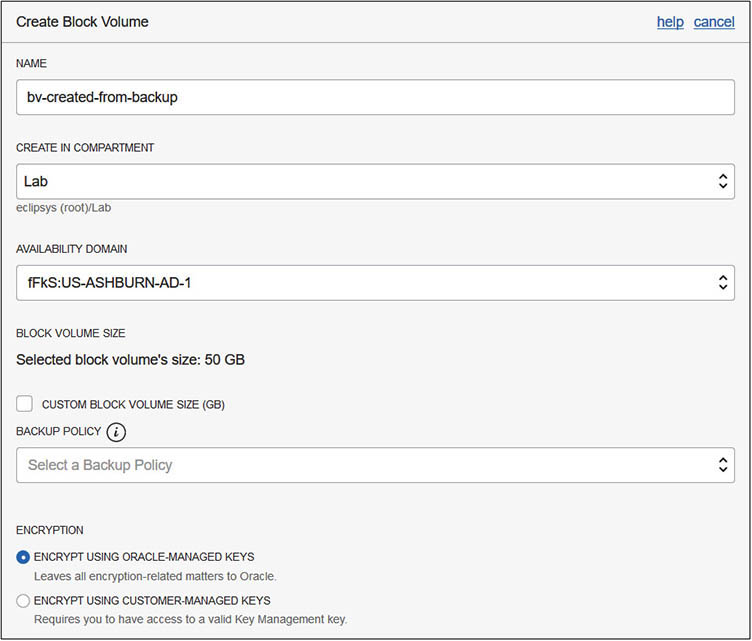 Create Block Volume help cancel
NAME
bv-created-from-backup
CREATE IN COMPARTMENT
Lab
eclipsys (root)/Lab
AVAILABILITY DOMAIN
fFkS:US-ASHBURN-AD-1
BLOCK VOLUME SIZE
Selected block volume's size: 50 GB
CUSTOM BLOCK VOLUME SIZE (GB)
BACKUP POLICY i
Select a Backup Policy
ENCRYPTION
ENCRYPT USING ORACLE-MANAGED KEYS
Leaves all encryption-related matters to Oracle.
ENCRYPT USING CUSTOMER-MANAGED KEYS
Requires you to have access to a valid Key Management key.